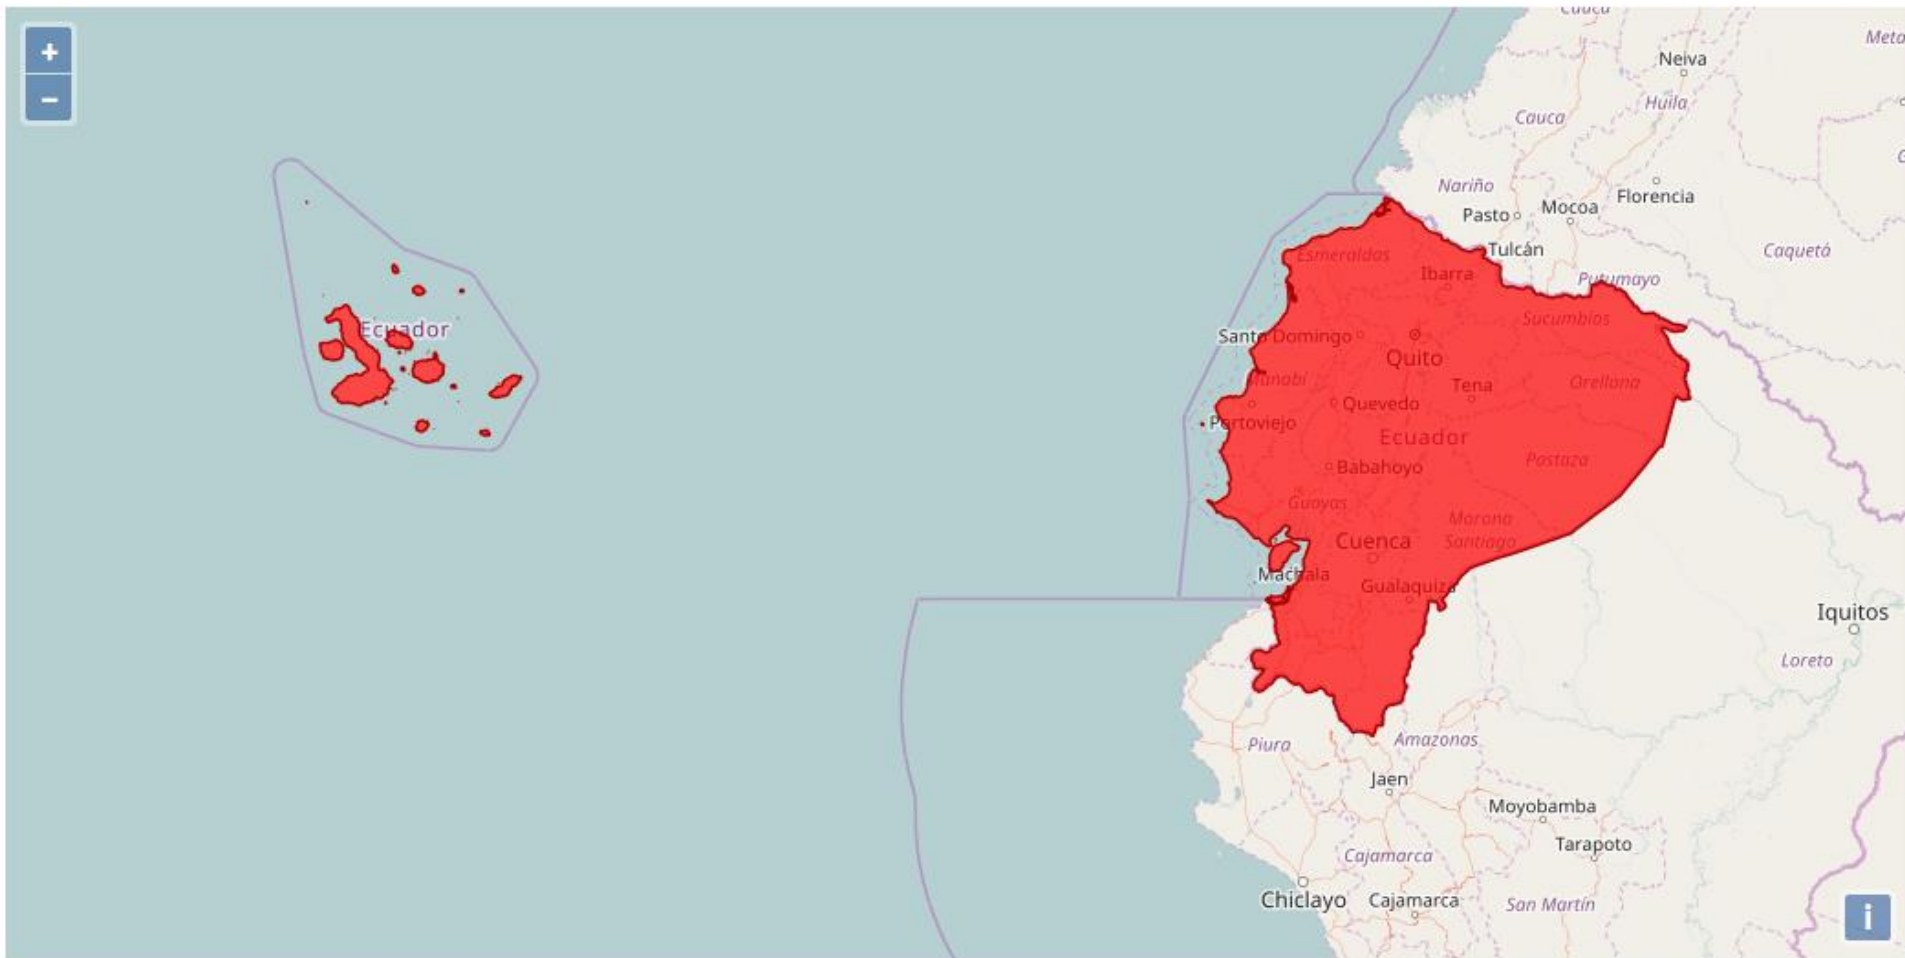 +
−
Cauca
Meta
Neiva
Huila
Cauca
Nariño
Florencia
Pasto
Mocoa
Tulcán
Caquetá
Putumayo
Esmeraldas
Ibarra
Sucumbíos
Ecuador
Santo Domingo
Quito
Manabí
Tena
Orellana
Quevedo
Portoviejo
Ecuador
Pastaza
Babahoyo
Guayas
Morona
Santiago
Cuenca
Machala
Gualaquiza
Iquitos
Loreto
Piura
Amazonas
Jaen
Moyobamba
Tarapoto
Cajamarca
Chiclayo
Cajamarca
San Martín
i